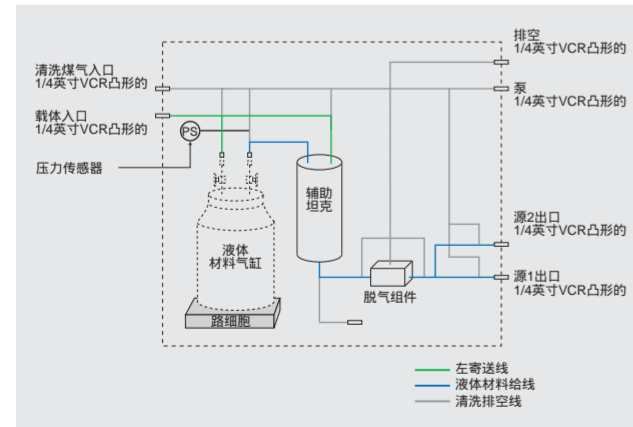 排空
1/4英寸VCR凸形的
清洗煤气入口
1/4英寸VCR凸形的
泵
1/4英寸VCR凸形的
载体入口
1/4英寸VCR凸形的
PS
压力传感器
辅助
坦克
源2出口
1/4英寸VCR凸形的
液体
材料气缸
源1出口
1/4英寸VCR凸形的
脱气组件
路细胞
左寄送线
液体材料给线
清洗排空线